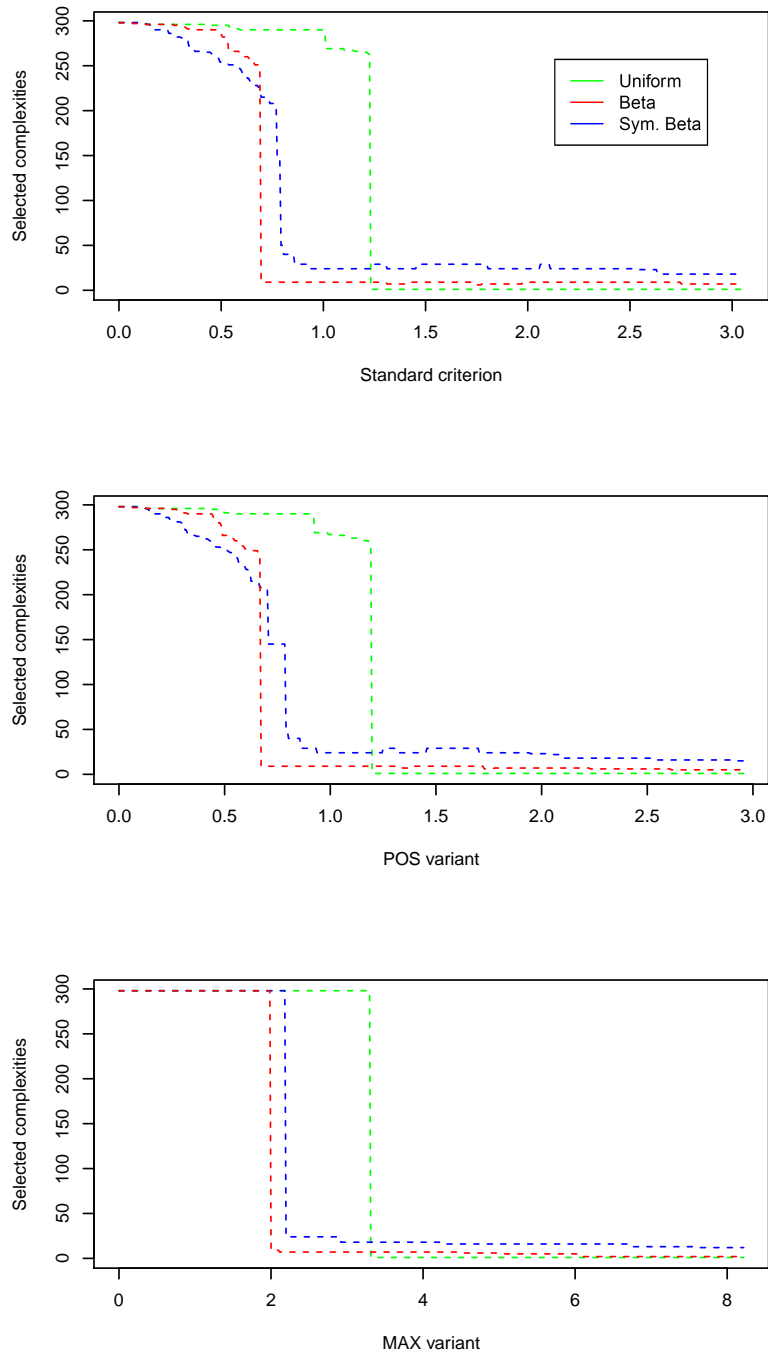 300
250
200
150
100
50
0
Selected complexities
Uniform
Beta
Sym. Beta
0.0 0.5 1.0 1.5 2.0 2.5 3.0
Standard criterion
300
250
200
150
100
50
0
Selected complexities
0.0 0.5 1.0 1.5 2.0 2.5 3.0
POS variant
300
250
200
150
100
50
0
Selected complexities
0 2 4 6 8
MAX variant